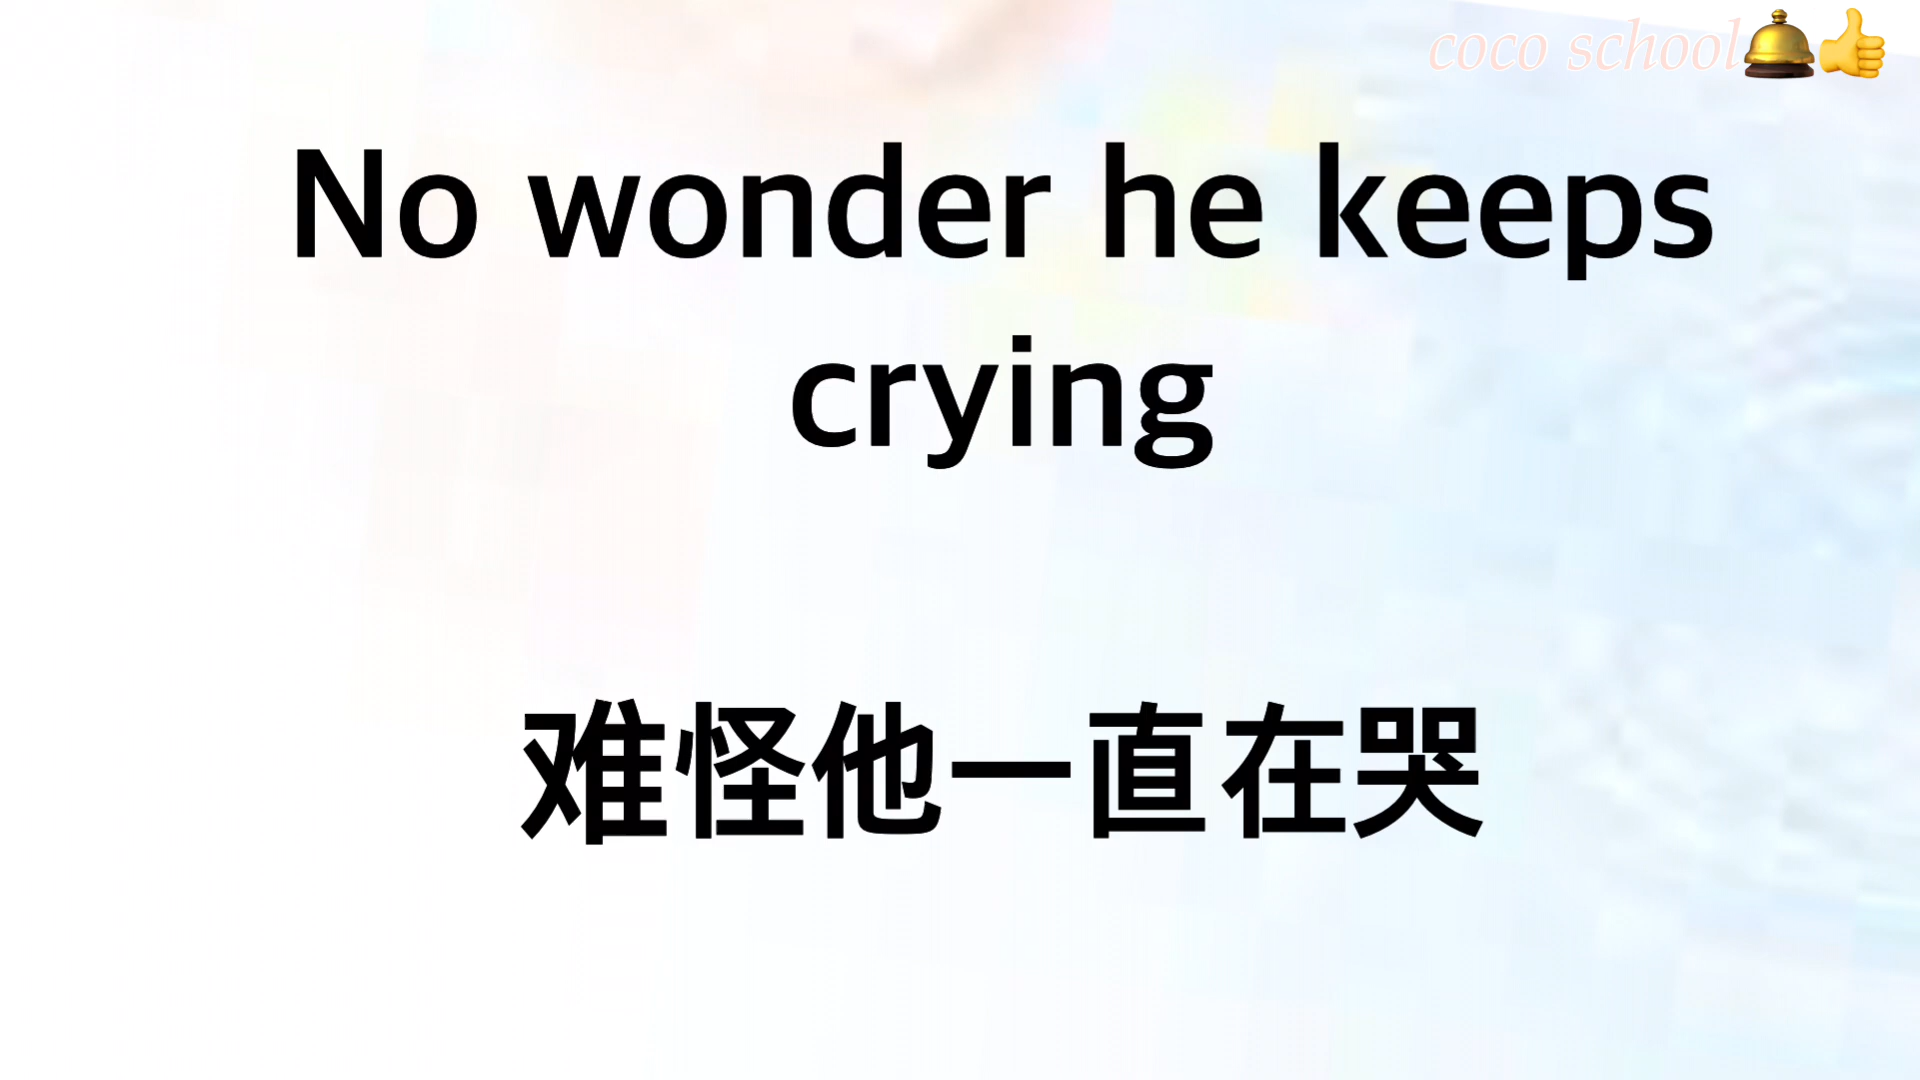 coco school🛎️👍
No wonder he keeps
crying
难怪他一直在哭